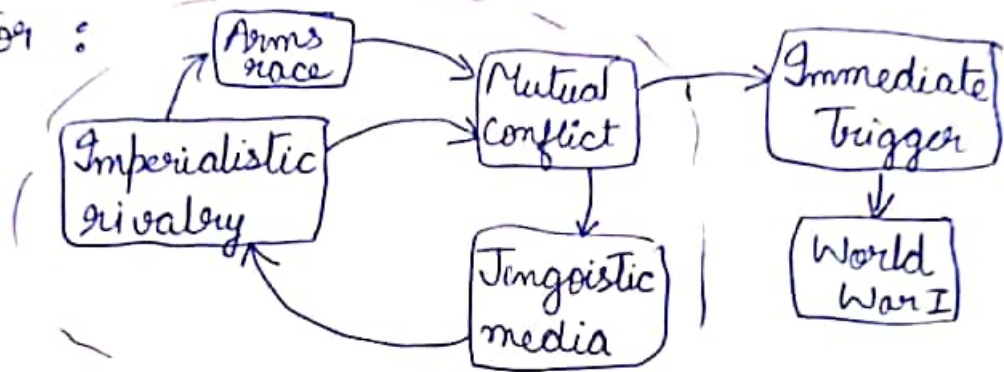 Arms
race
:
Mutual
conflict
Immediate
Trigger
Imperialistic
rivalry
Jingoistic
media
World
War I